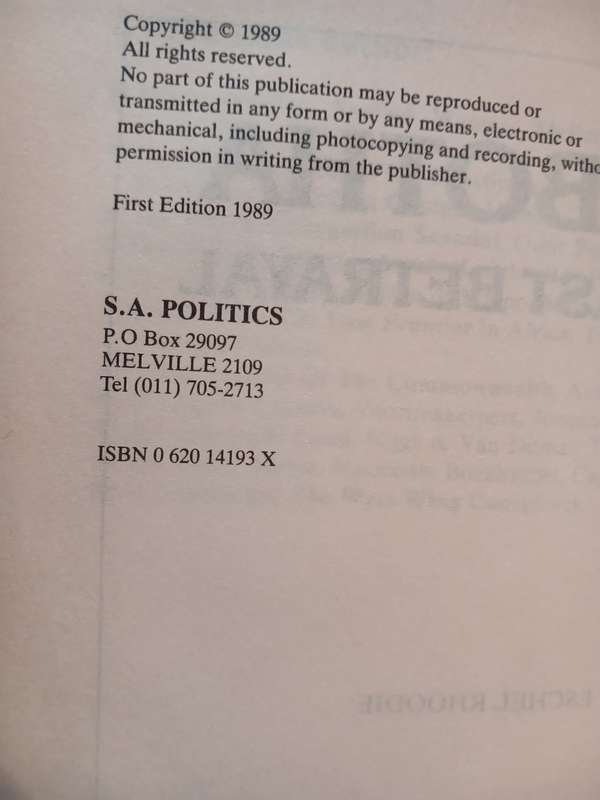 Copyright © 1989
All rights reserved.
No part of this publication may be reproduced or
transmitted in any form or by any means, electronic or
mechanical, including photocopying and recording, witho
permission in writing from the publisher.
First Edition 1989
S.A. POLITICS
P.O Box 29097
MELVILLE 2109
Tel (011) 705-2713
ISBN 0 620 14193 X